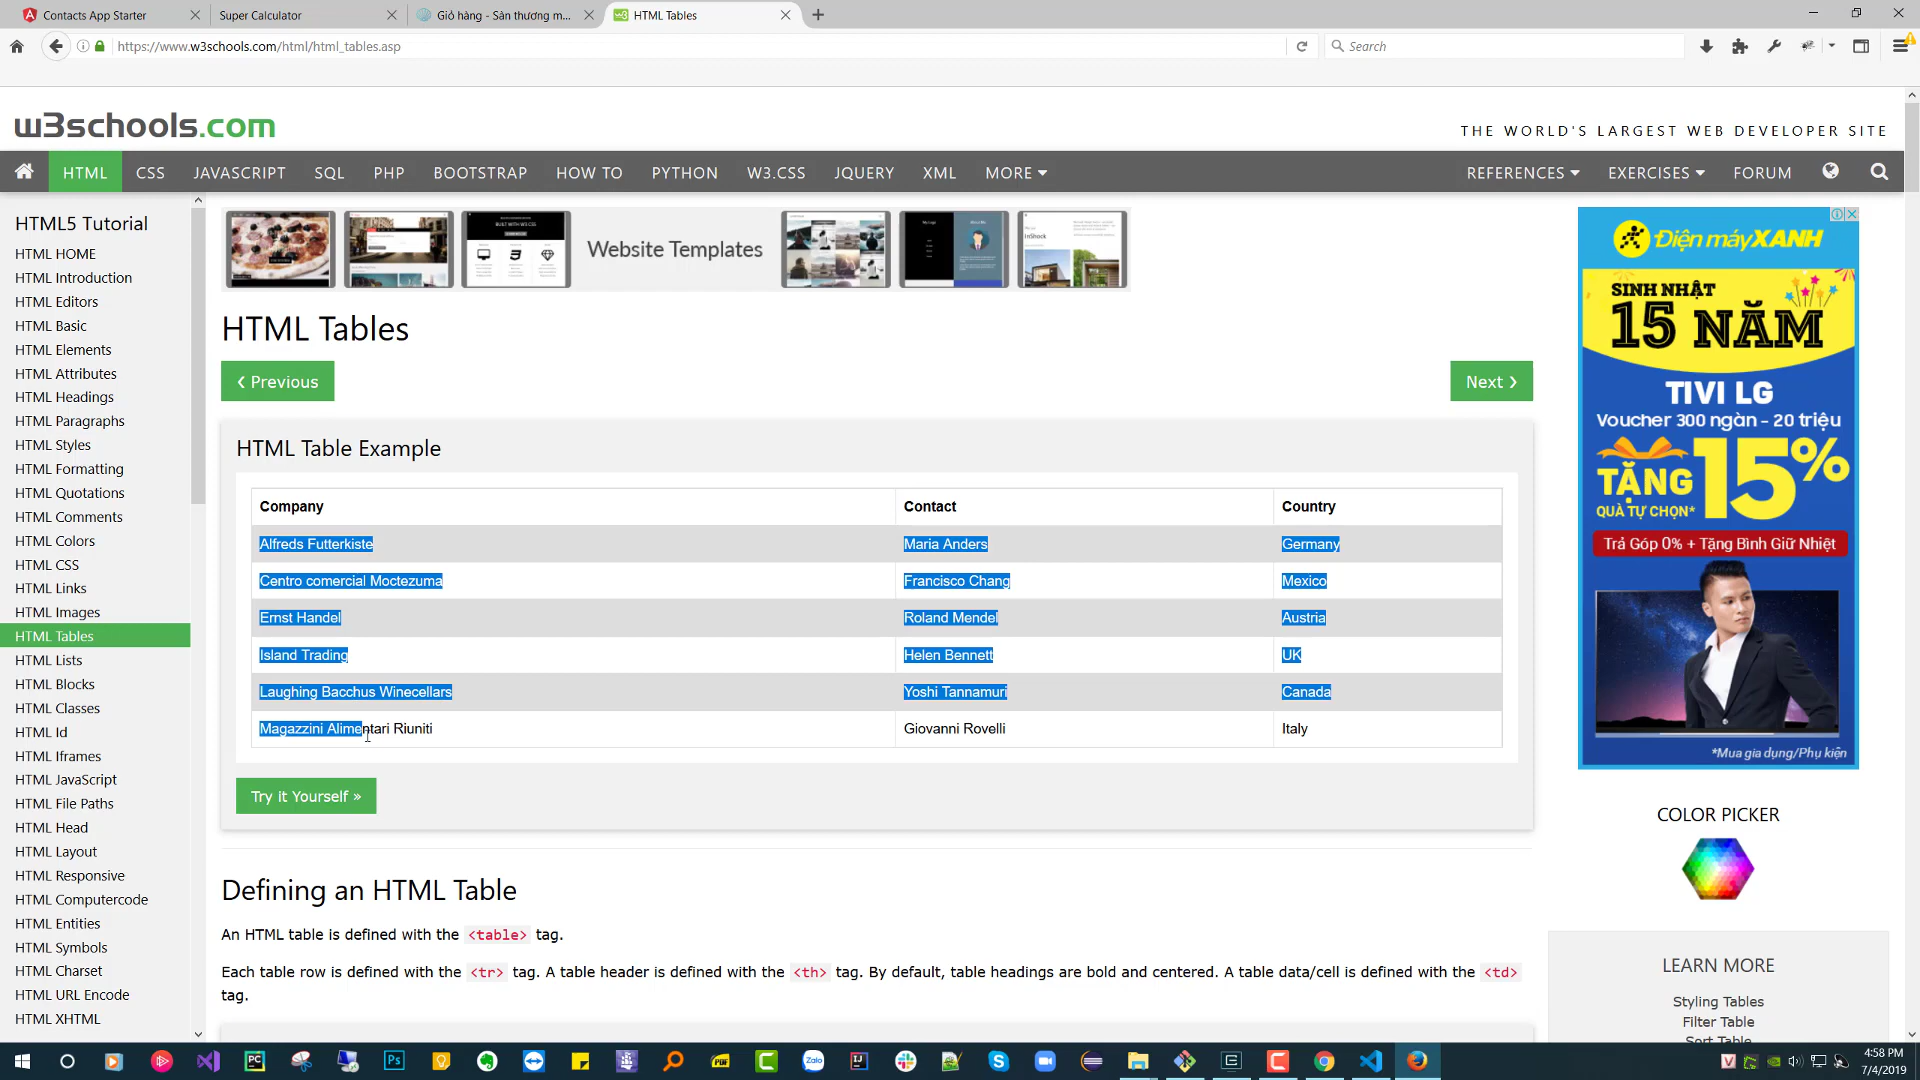 Contacts App Starter
Super Calculator
Giỏ hàng - Sàn thương m...
HTML Tables
https://www.w3schools.com/html/html_tables.asp
Search
w3schools.com
THE WORLD'S LARGEST WEB DEVELOPER SITE
HTML CSS JAVASCRIPT SQL PHP BOOTSTRAP HOW TO PYTHON W3.CSS JQUERY XML MORE REFERENCES EXERCISES FORUM
HTML5 Tutorial
HTML HOME
HTML Introduction
HTML Editors
HTML Basic
HTML Elements
HTML Attributes
HTML Headings
HTML Paragraphs
HTML Styles
HTML Formatting
HTML Quotations
HTML Comments
HTML Colors
HTML CSS
HTML Links
HTML Images
HTML Tables
HTML Lists
HTML Blocks
HTML Classes
HTML Id
HTML Iframes
HTML JavaScript
HTML File Paths
HTML Head
HTML Layout
HTML Responsive
HTML Computercode
HTML Entities
HTML Symbols
HTML Charset
HTML URL Encode
HTML XHTML
Website Templates
HTML Tables
❮ Previous
Next ❯
HTML Table Example
Company Contact Country
Alfreds Futterkiste Maria Anders Germany
Centro comercial Moctezuma Francisco Chang Mexico
Ernst Handel Roland Mendel Austria
Island Trading Helen Bennett UK
Laughing Bacchus Winecellars Yoshi Tannamuri Canada
Magazzini Alimentari Riuniti Giovanni Rovelli Italy
Try it Yourself »
Defining an HTML Table
An HTML table is defined with the <table> tag.
Each table row is defined with the <tr> tag. A table header is defined with the <th> tag. By default, table headings are bold and centered. A table data/cell is defined with the <td>
tag.
Điện máy XANH
SINH NHẬT
15 NĂM
TIVI LG
Voucher 300 ngàn - 20 triệu
TẶNG
QUÀ TỰ CHỌN*
15%
Trả Góp 0% + Tặng Bình Giữ Nhiệt
*Mua gia dụng/Phụ kiện
COLOR PICKER
LEARN MORE
Styling Tables
Filter Table
Sort Table
4:58 PM
7/4/2019